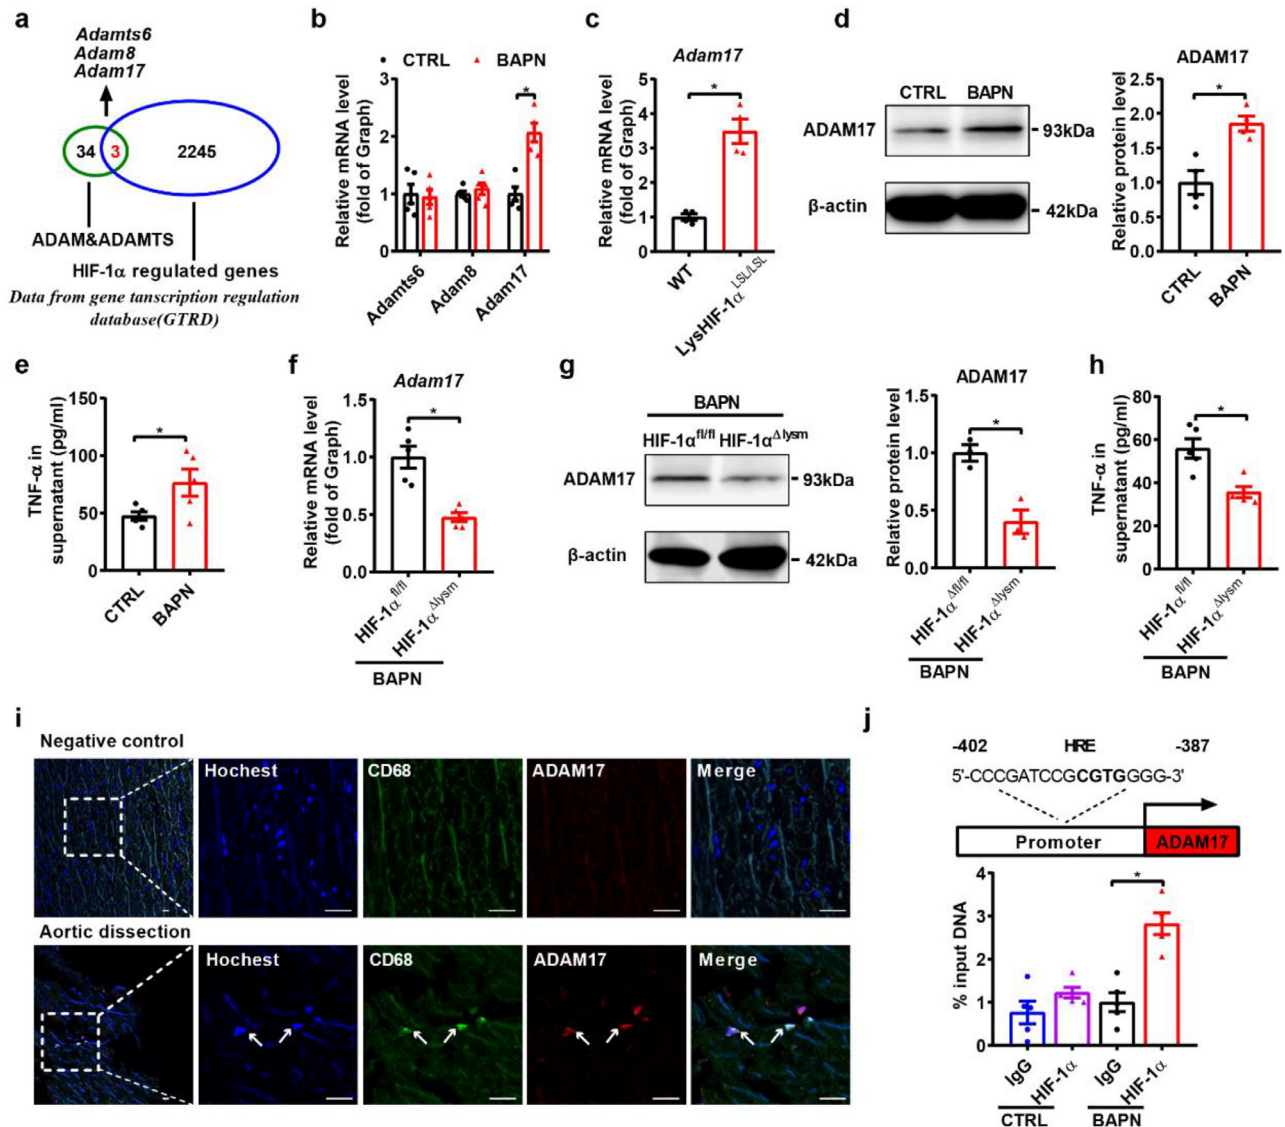 a
Adamts6
Adam8
Adam17
34
3
2245
ADAM&ADAMTS
HIF-1α regulated genes
Data from gene tanscription regulation
database(GTRD)
b
CTRL
BAPN
Relative mRNA level
(fold of Graph)
3
2
1
0
*
Adamts6
Adam8
Adam17
c
Adam17
Relative mRNA level
(fold of Graph)
5
4
3
2
1
0
*
WT
LysHIF-1α^LSL/LSL
d
CTRL
BAPN
ADAM17
93kDa
β-actin
42kDa
ADAM17
Relative protein level
2.5
2.0
1.5
1.0
0.5
0.0
*
CTRL
BAPN
e
TNF-α in
supernatant (pg/ml)
150
100
50
0
*
CTRL
BAPN
f
Adam17
Relative mRNA level
(fold of Graph)
1.5
1.0
0.5
0.0
*
HIF-1α^fl/fl
HIF-1α^Δlysm
BAPN
g
BAPN
HIF-1α^fl/fl HIF-1α^Δlysm
ADAM17
93kDa
β-actin
42kDa
ADAM17
Relative protein level
1.5
1.0
0.5
0.0
*
HIF-1α^Δfl/fl
HIF-1α^Δlysm
BAPN
h
TNF-α in
supernatant (pg/ml)
80
60
40
20
0
*
HIF-1α^fl/fl
HIF-1α^Δlysm
BAPN
i
Negative control
Hochest
CD68
ADAM17
Merge
Aortic dissection
Hochest
CD68
ADAM17
Merge
j
-402
HRE
-387
5'-CCCGATCCGCGTGGGG-3'
Promoter
ADAM17
% input DNA
4
3
2
1
0
*
IgG
HIF-1α
IgG
HIF-1α
CTRL
BAPN